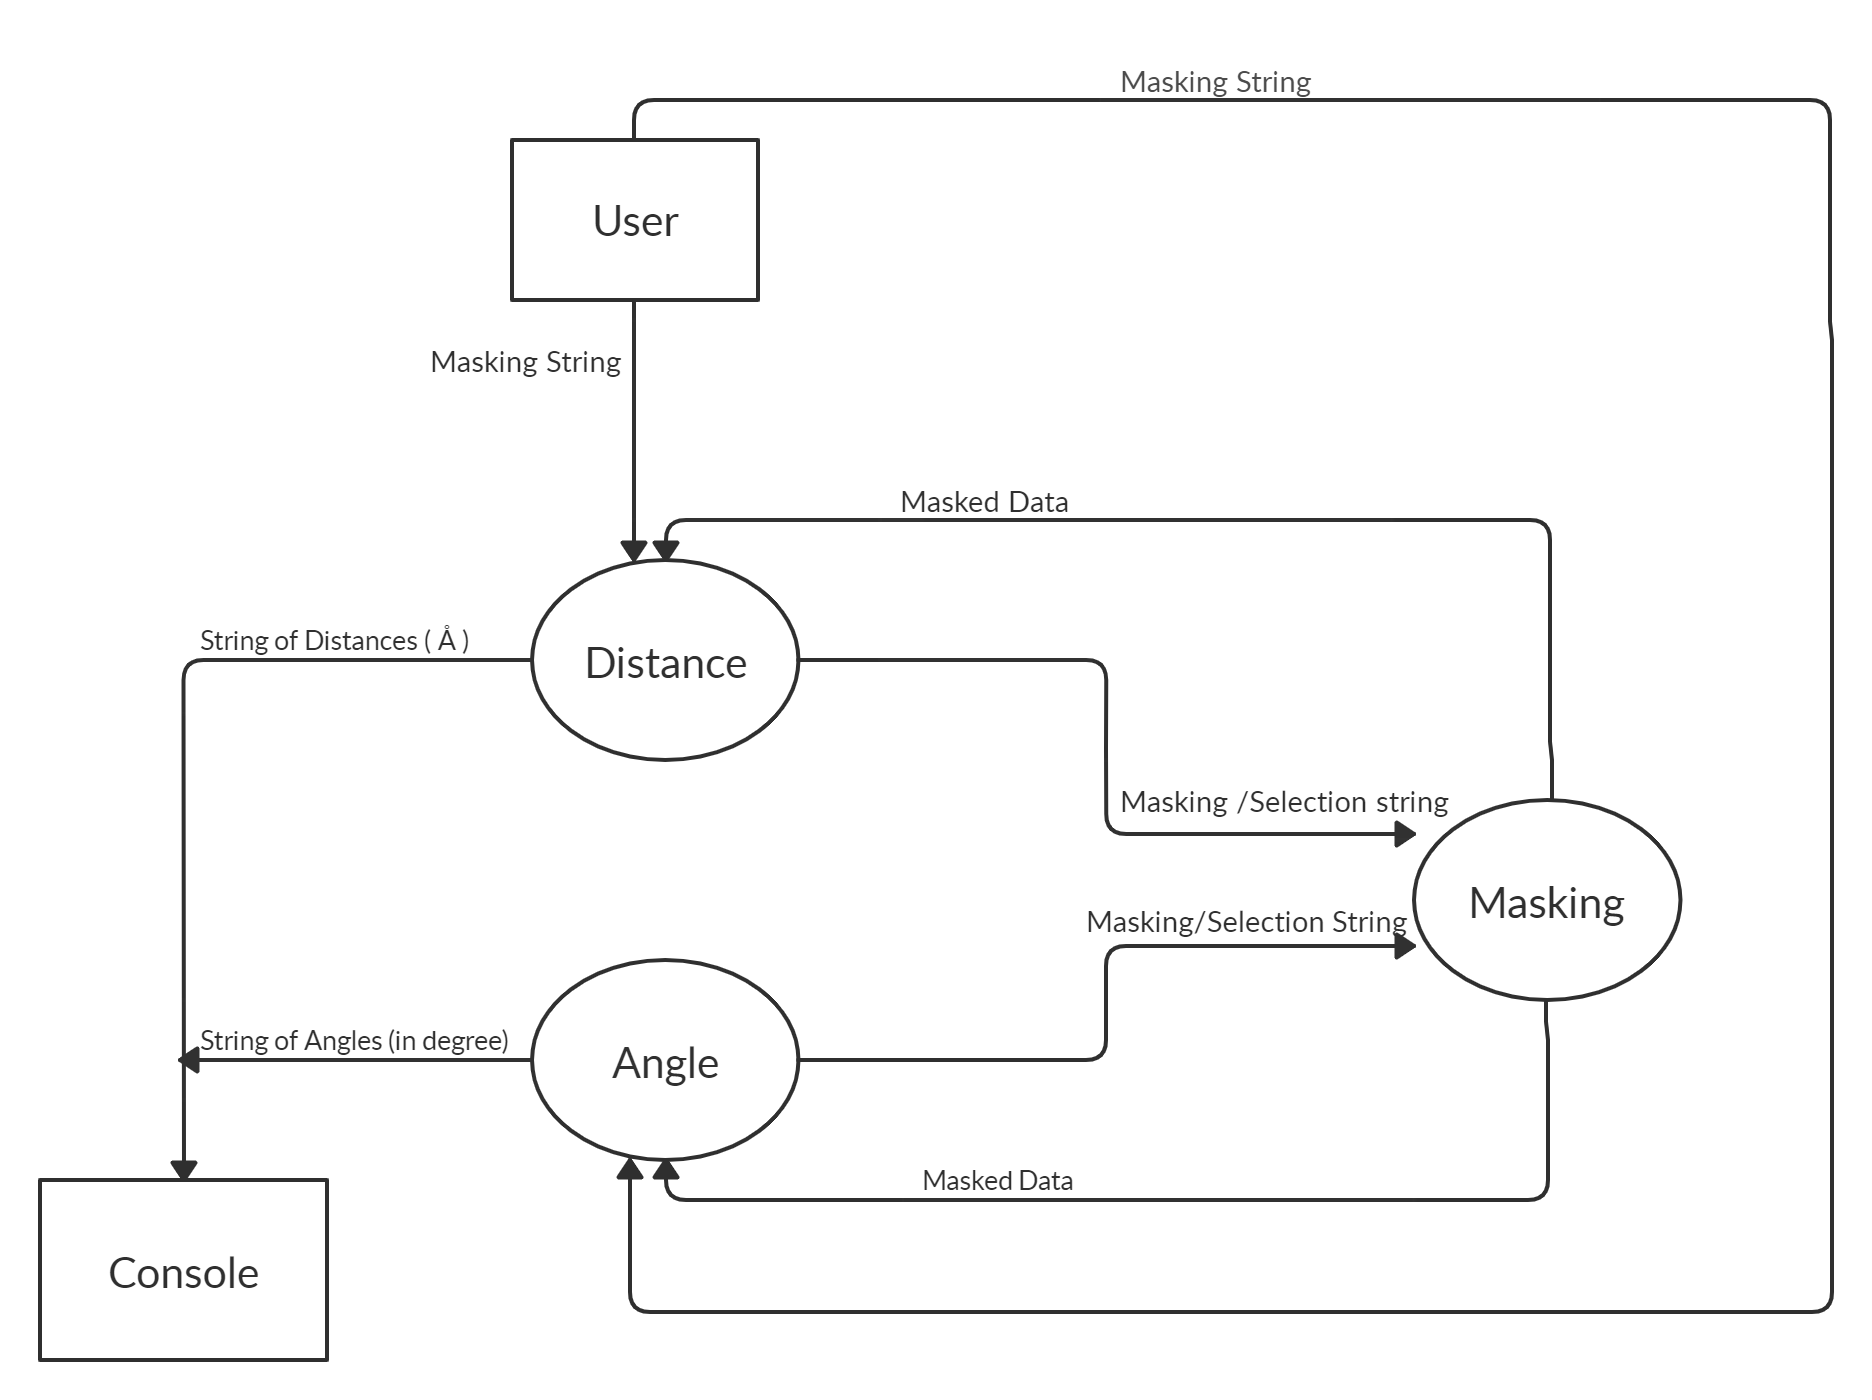 Masking String
User
Masking String
Masked Data
String of Distances ( Å )
Distance
Masking /Selection string
Masking
Masking/Selection String
String of Angles (in degree)
Angle
Masked Data
Console